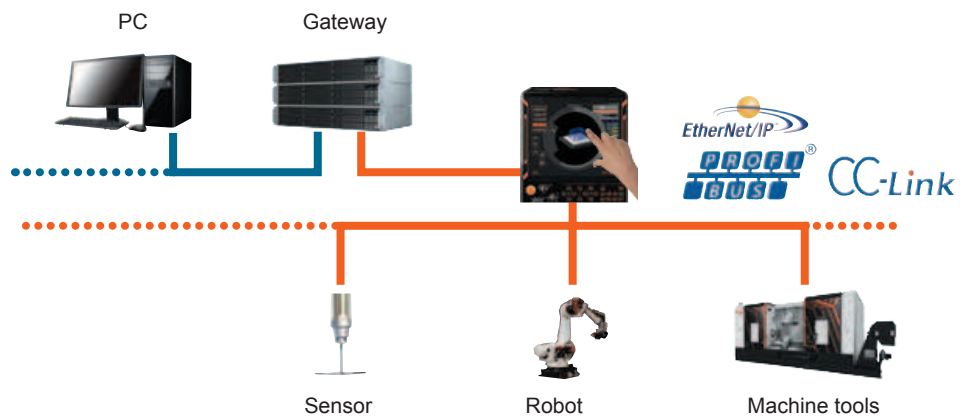 PC
Gateway
EtherNet/IP
PROFI
BUS
®
CC-Link
Sensor
Robot
Machine tools